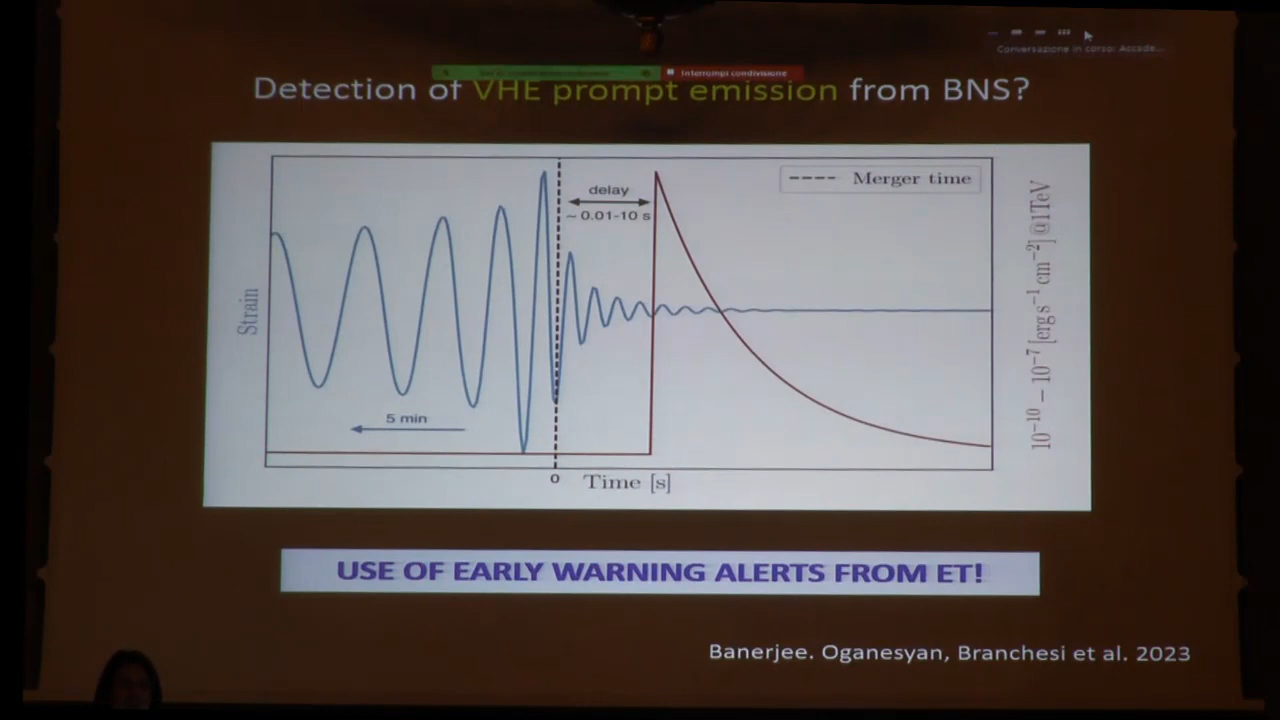 Conversazione in corso: Accade...
Interrompi condivisione
Detection of VHE prompt emission from BNS?
Merger time
delay
~ 0.01-10 s
Strain
5 min
0
Time [s]
10⁻¹⁰ – 10⁻⁷ [erg s⁻¹ cm⁻²] @1TeV
USE OF EARLY WARNING ALERTS FROM ET!
Banerjee. Oganesyan, Branchesi et al. 2023